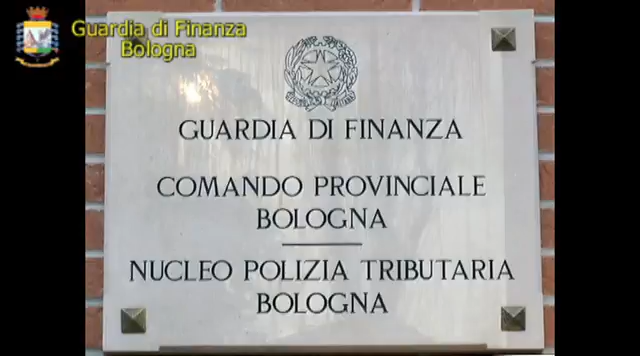 Guardia di Finanza
Bologna
GUARDIA DI FINANZA
COMANDO PROVINCIALE
BOLOGNA
NUCLEO POLIZIA TRIBUTARIA
BOLOGNA